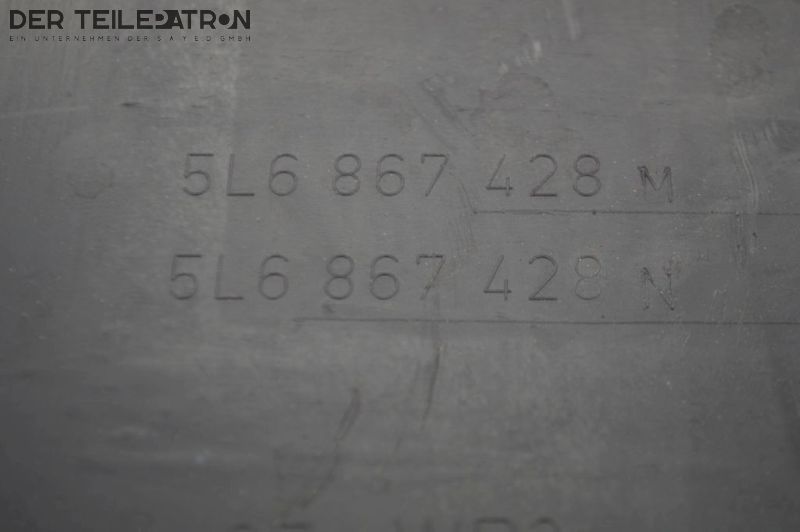 DER TEILEPATRON
EIN UNTERNEHMEN DER S A Y E D GMBH
5L6 867 428 M
5L6 867 428 N